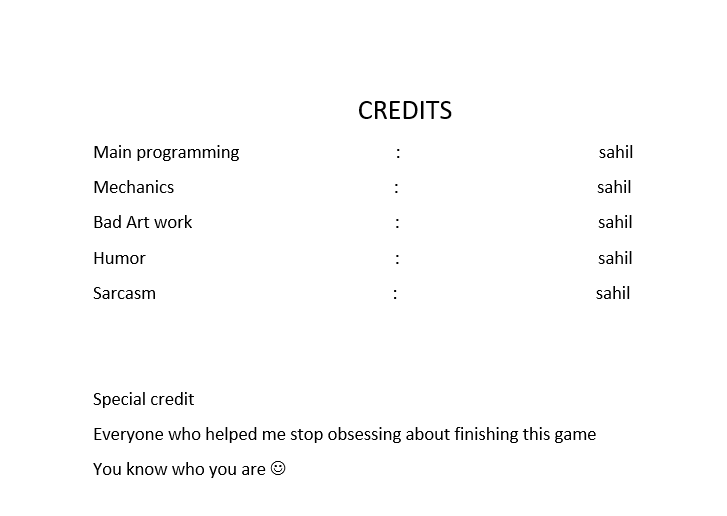 CREDITS
Main programming : sahil
Mechanics : sahil
Bad Art work : sahil
Humor : sahil
Sarcasm : sahil
Special credit
Everyone who helped me stop obsessing about finishing this game
You know who you are ☺